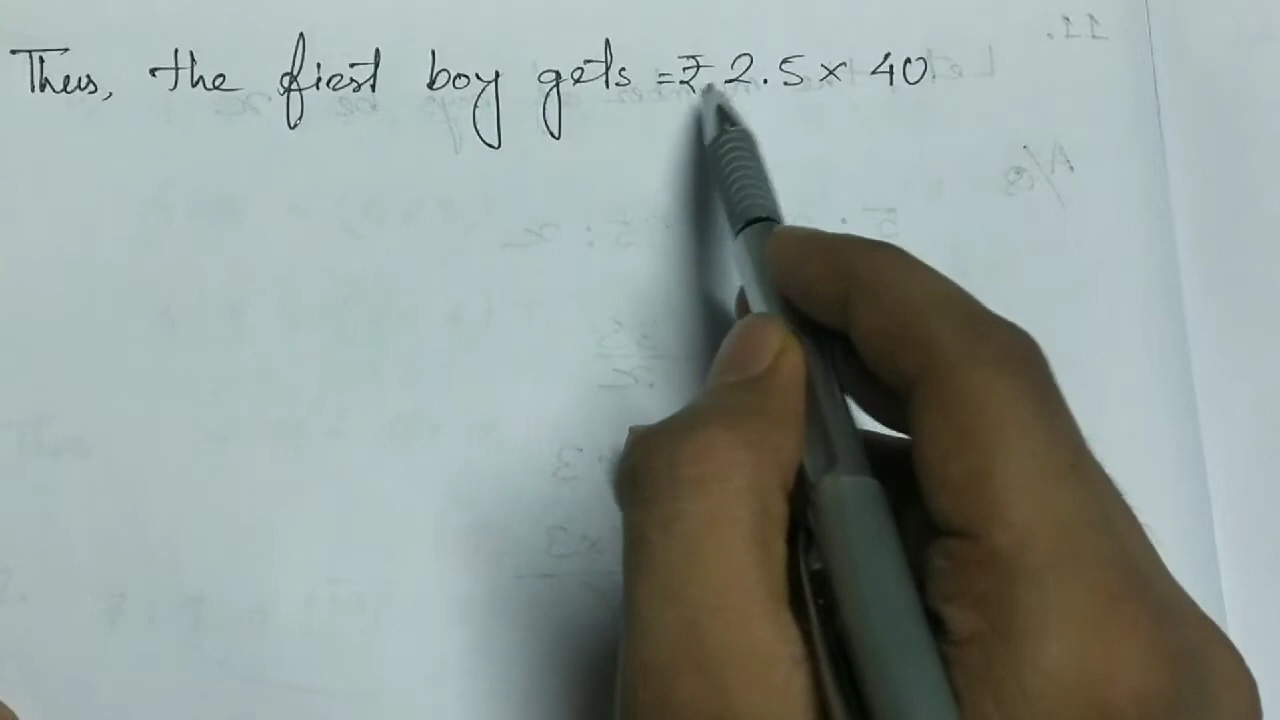 Thus, the first boy gets = ₹ 2.5 × 40